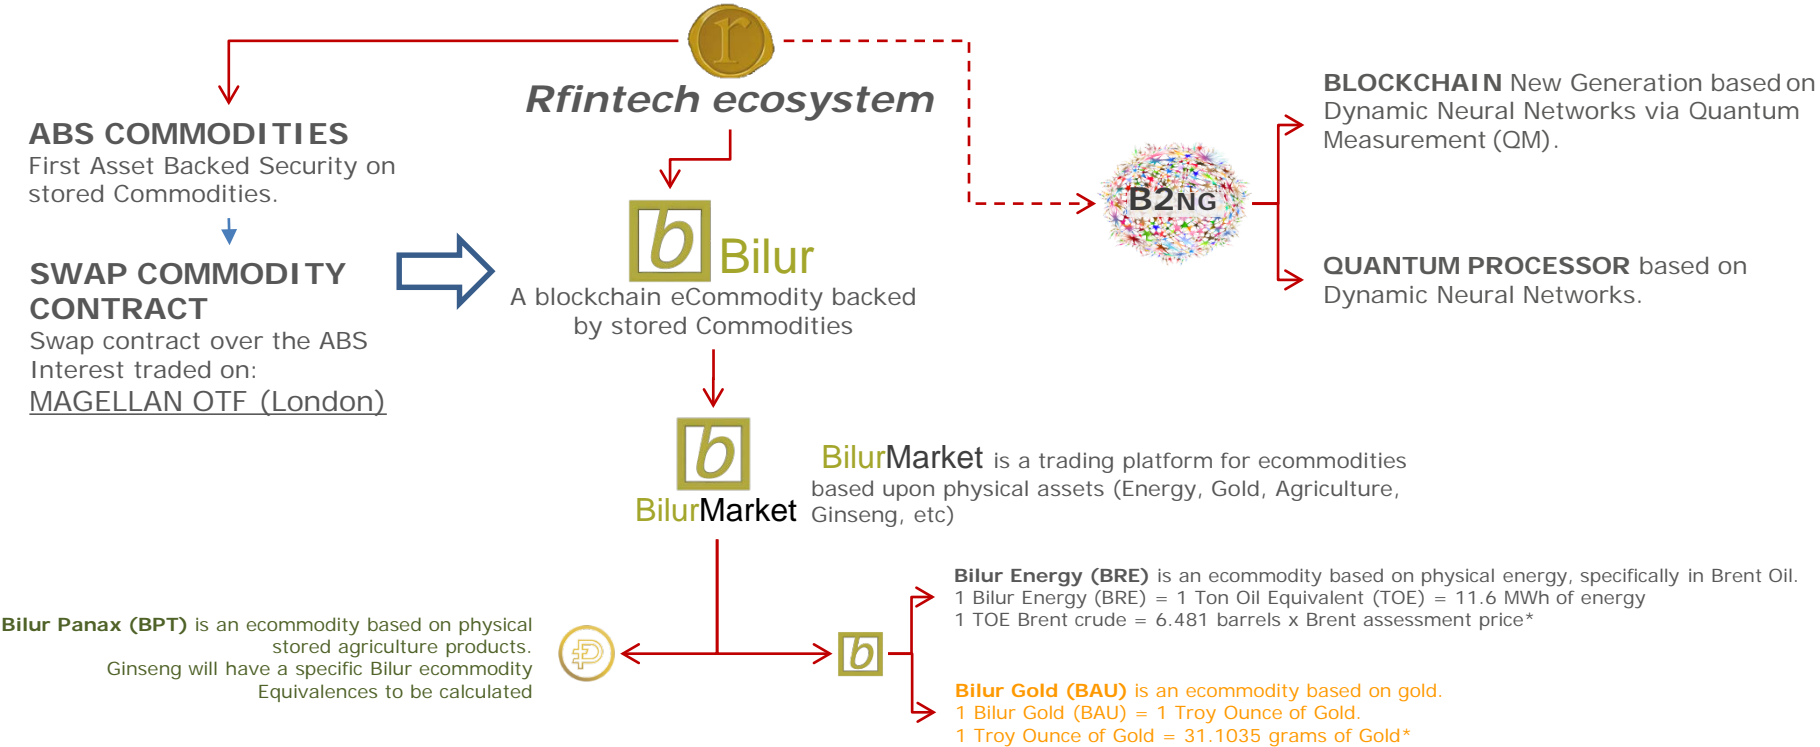 r
Rfintech ecosystem
ABS COMMODITIES
First Asset Backed Security on
stored Commodities.
SWAP COMMODITY
CONTRACT
Swap contract over the ABS
Interest traded on:
MAGELLAN OTF (London)
b Bilur
A blockchain eCommodity backed
by stored Commodities
B2NG
BLOCKCHAIN New Generation based on
Dynamic Neural Networks via Quantum
Measurement (QM).
QUANTUM PROCESSOR based on
Dynamic Neural Networks.
b
BilurMarket
BilurMarket is a trading platform for ecommodities
based upon physical assets (Energy, Gold, Agriculture,
Ginseng, etc)
Bilur Panax (BPT) is an ecommodity based on physical
stored agriculture products.
Ginseng will have a specific Bilur ecommodity
Equivalences to be calculated
P
b
Bilur Energy (BRE) is an ecommodity based on physical energy, specifically in Brent Oil.
1 Bilur Energy (BRE) = 1 Ton Oil Equivalent (TOE) = 11.6 MWh of energy
1 TOE Brent crude = 6.481 barrels x Brent assessment price*
Bilur Gold (BAU) is an ecommodity based on gold.
1 Bilur Gold (BAU) = 1 Troy Ounce of Gold.
1 Troy Ounce of Gold = 31.1035 grams of Gold*